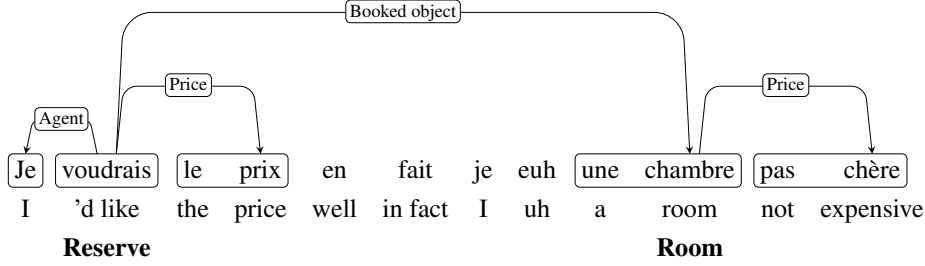 Booked object
Price Price
Agent
Je voudrais le prix en fait je euh une chambre pas chère
I 'd like the price well in fact I uh a room not expensive
Reserve Room